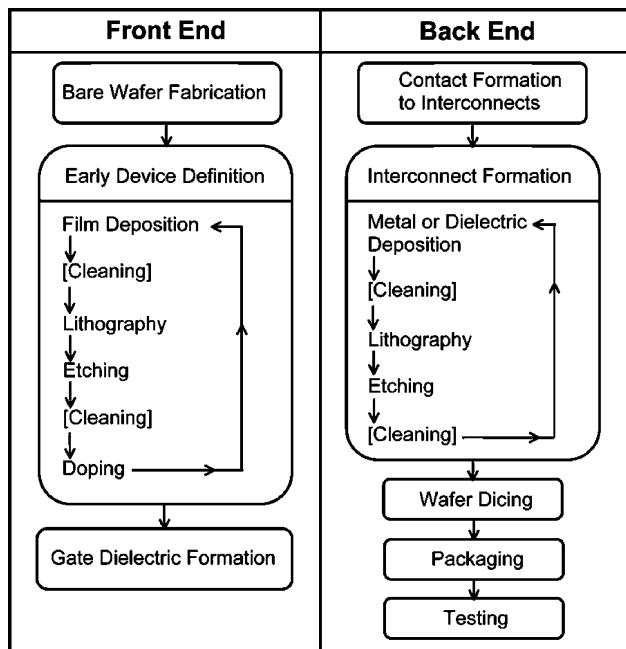 Front End
Bare Wafer Fabrication
Early Device Definition
Film Deposition
[Cleaning]
Lithography
Etching
[Cleaning]
Doping
Gate Dielectric Formation
Back End
Contact Formation
to Interconnects
Interconnect Formation
Metal or Dielectric
Deposition
[Cleaning]
Lithography
Etching
[Cleaning]
Wafer Dicing
Packaging
Testing